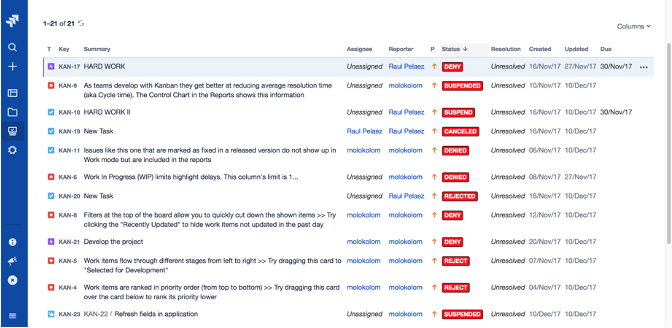 1–21 of 21
Columns
T Key Summary Assignee Reporter P Status Resolution Created Updated Due
KAN-17 HARD WORK Unassigned Raul Pelaez DENY Unresolved 16/Nov/17 27/Nov/17 30/Nov/17
KAN-9 As teams develop with Kanban they get better at reducing average resolution time Unassigned molokolom SUSPENDED Unresolved 10/Nov/17 10/Dec/17
(aka Cycle time). The Control Chart in the Reports shows this information
KAN-18 HARD WORK II Unassigned Raul Pelaez SUSPEND Unresolved 16/Nov/17 10/Dec/17 30/Nov/17
KAN-19 New Task Raul Pelaez Raul Pelaez CANCELED Unresolved 16/Nov/17 10/Dec/17
KAN-11 Issues like this one that are marked as fixed in a released version do not show up in molokolom molokolom DENIED Unresolved 06/Nov/17 10/Dec/17
Work mode but are included in the reports
KAN-6 Work In Progress (WIP) limits highlight delays. This column's limit is 1... Unassigned molokolom DENIED Unresolved 08/Nov/17 27/Nov/17
KAN-20 New Task Unassigned Raul Pelaez REJECTED Unresolved 16/Nov/17 10/Dec/17
KAN-8 Filters at the top of the board allow you to quickly cut down the shown items >> Try molokolom molokolom DENY Unresolved 12/Nov/17 10/Dec/17
clicking the "Recently Updated" to hide work items not updated in the past day
KAN-21 Develop the project molokolom molokolom DENY Unresolved 20/Nov/17 10/Dec/17
KAN-5 Work items flow through different stages from left to right >> Try dragging this card to molokolom molokolom REJECT Unresolved 07/Nov/17 10/Dec/17
"Selected for Development"
KAN-4 Work items are ranked in priority order (from top to bottom) >> Try dragging this card molokolom molokolom REJECT Unresolved 04/Nov/17 10/Dec/17
over the card below to rank its priority lower
KAN-23 KAN-22 / Refresh fields in application Unassigned molokolom SUSPENDED Unresolved 10/Dec/17 10/Dec/17